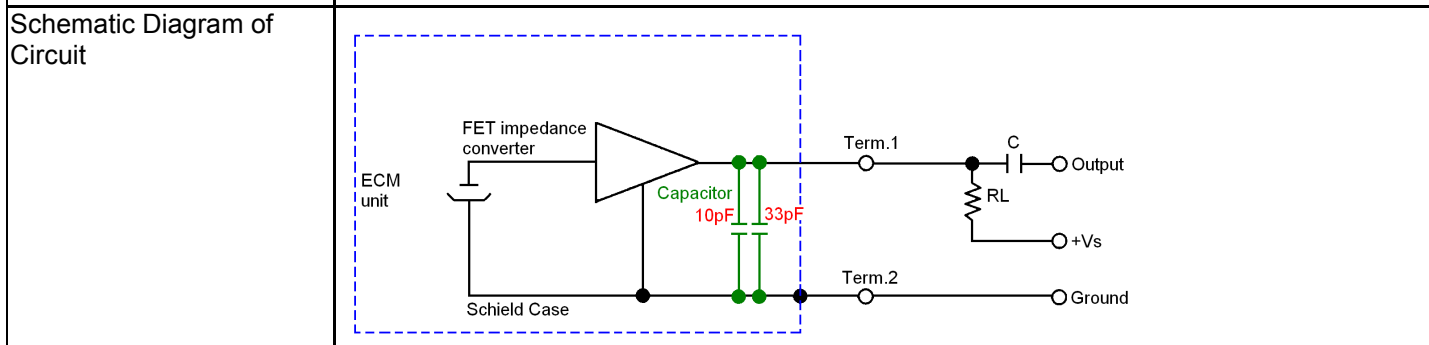 Schematic Diagram of
Circuit
FET impedance
converter
ECM
unit
Capacitor
10pF
33pF
Schield Case
Term.1
C
Output
RL
+Vs
Term.2
Ground